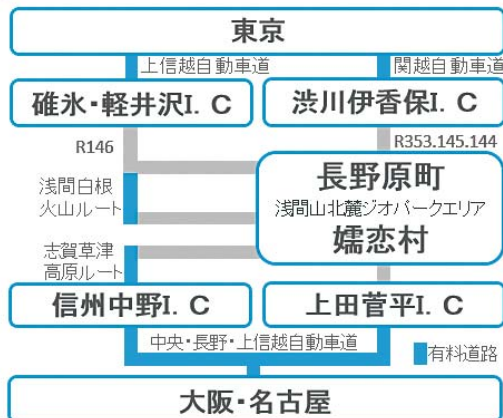 東京
上信越自動車道
関越自動車道
碓氷・軽井沢I.C
渋川伊香保I.C
R146
R353.145.144
長野原町
浅間白根
火山ルート
浅間山北麓ジオパークエリア
嬬恋村
志賀草津
高原ルート
信州中野I.C
上田菅平I.C
中央・長野・上信越自動車道
有料道路
大阪・名古屋